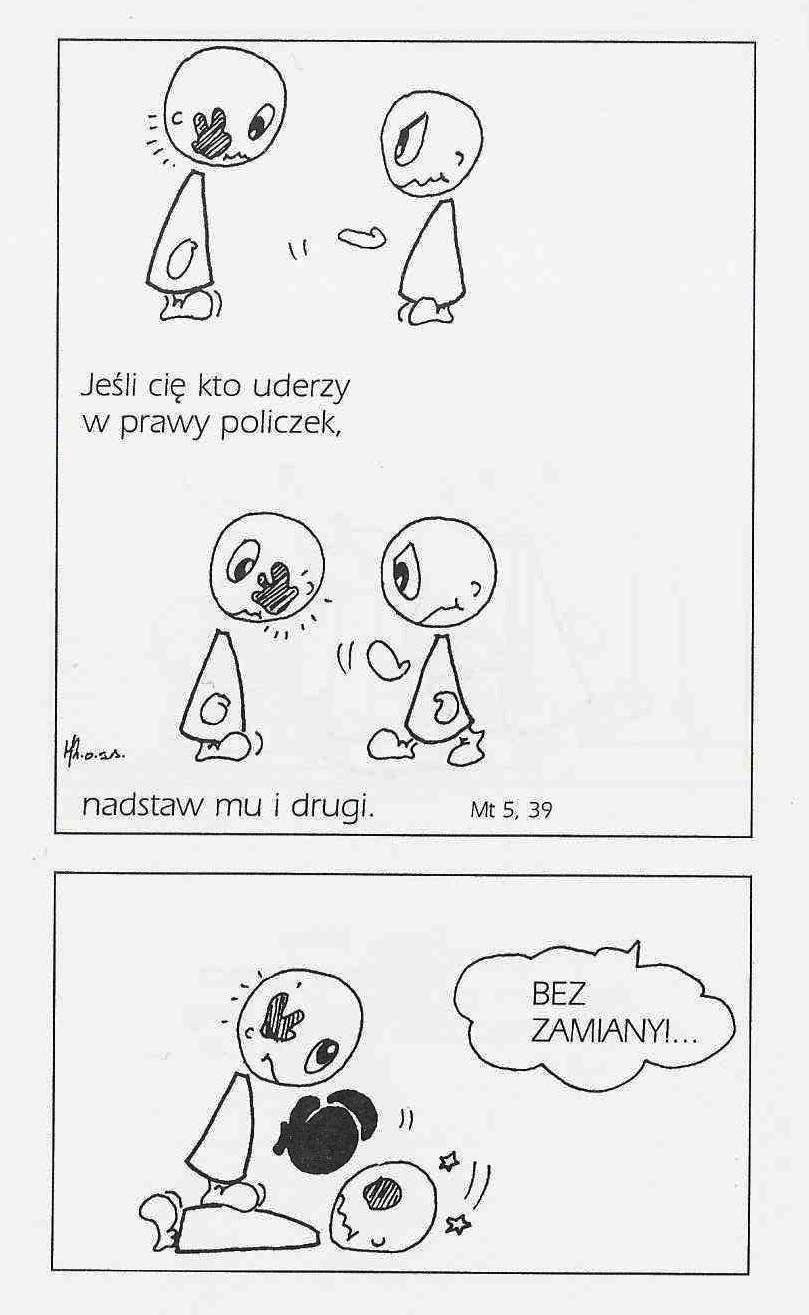 Jeśli cię kto uderzy
w prawy policzek,
nadstaw mu i drugi.
Mt 5, 39
BEZ
ZAMIANY!...